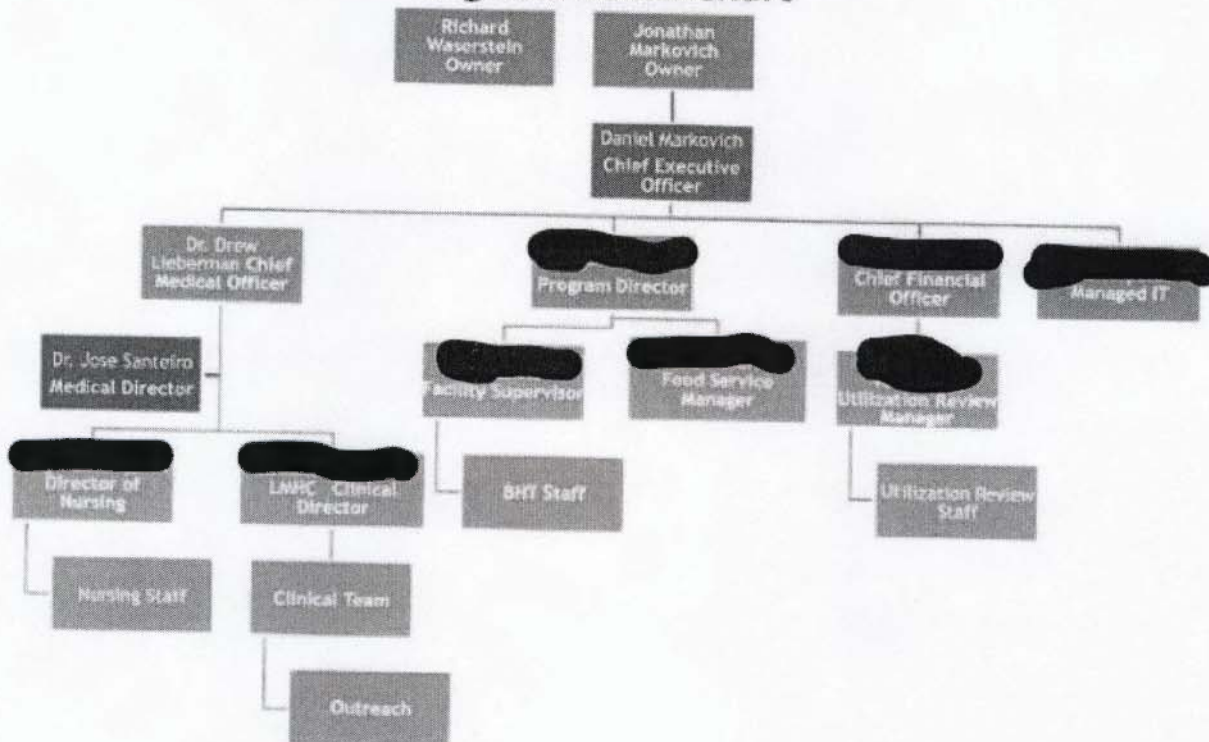 Richard
Waserstein
Owner
Jonathan
Markovich
Owner
Daniel Markovich
Chief Executive
Officer
Dr. Drew
Lieberman Chief
Medical Officer
Program Director
Chief Financial
Officer
Managed IT
Dr. Jose Santeiro
Medical Director
Facility Supervisor
Food Service
Manager
Utilization Review
Manager
Director of
Nursing
LMHC Clinical
Director
BHT Staff
Utilization Review
Staff
Nursing Staff
Clinical Team
Outreach